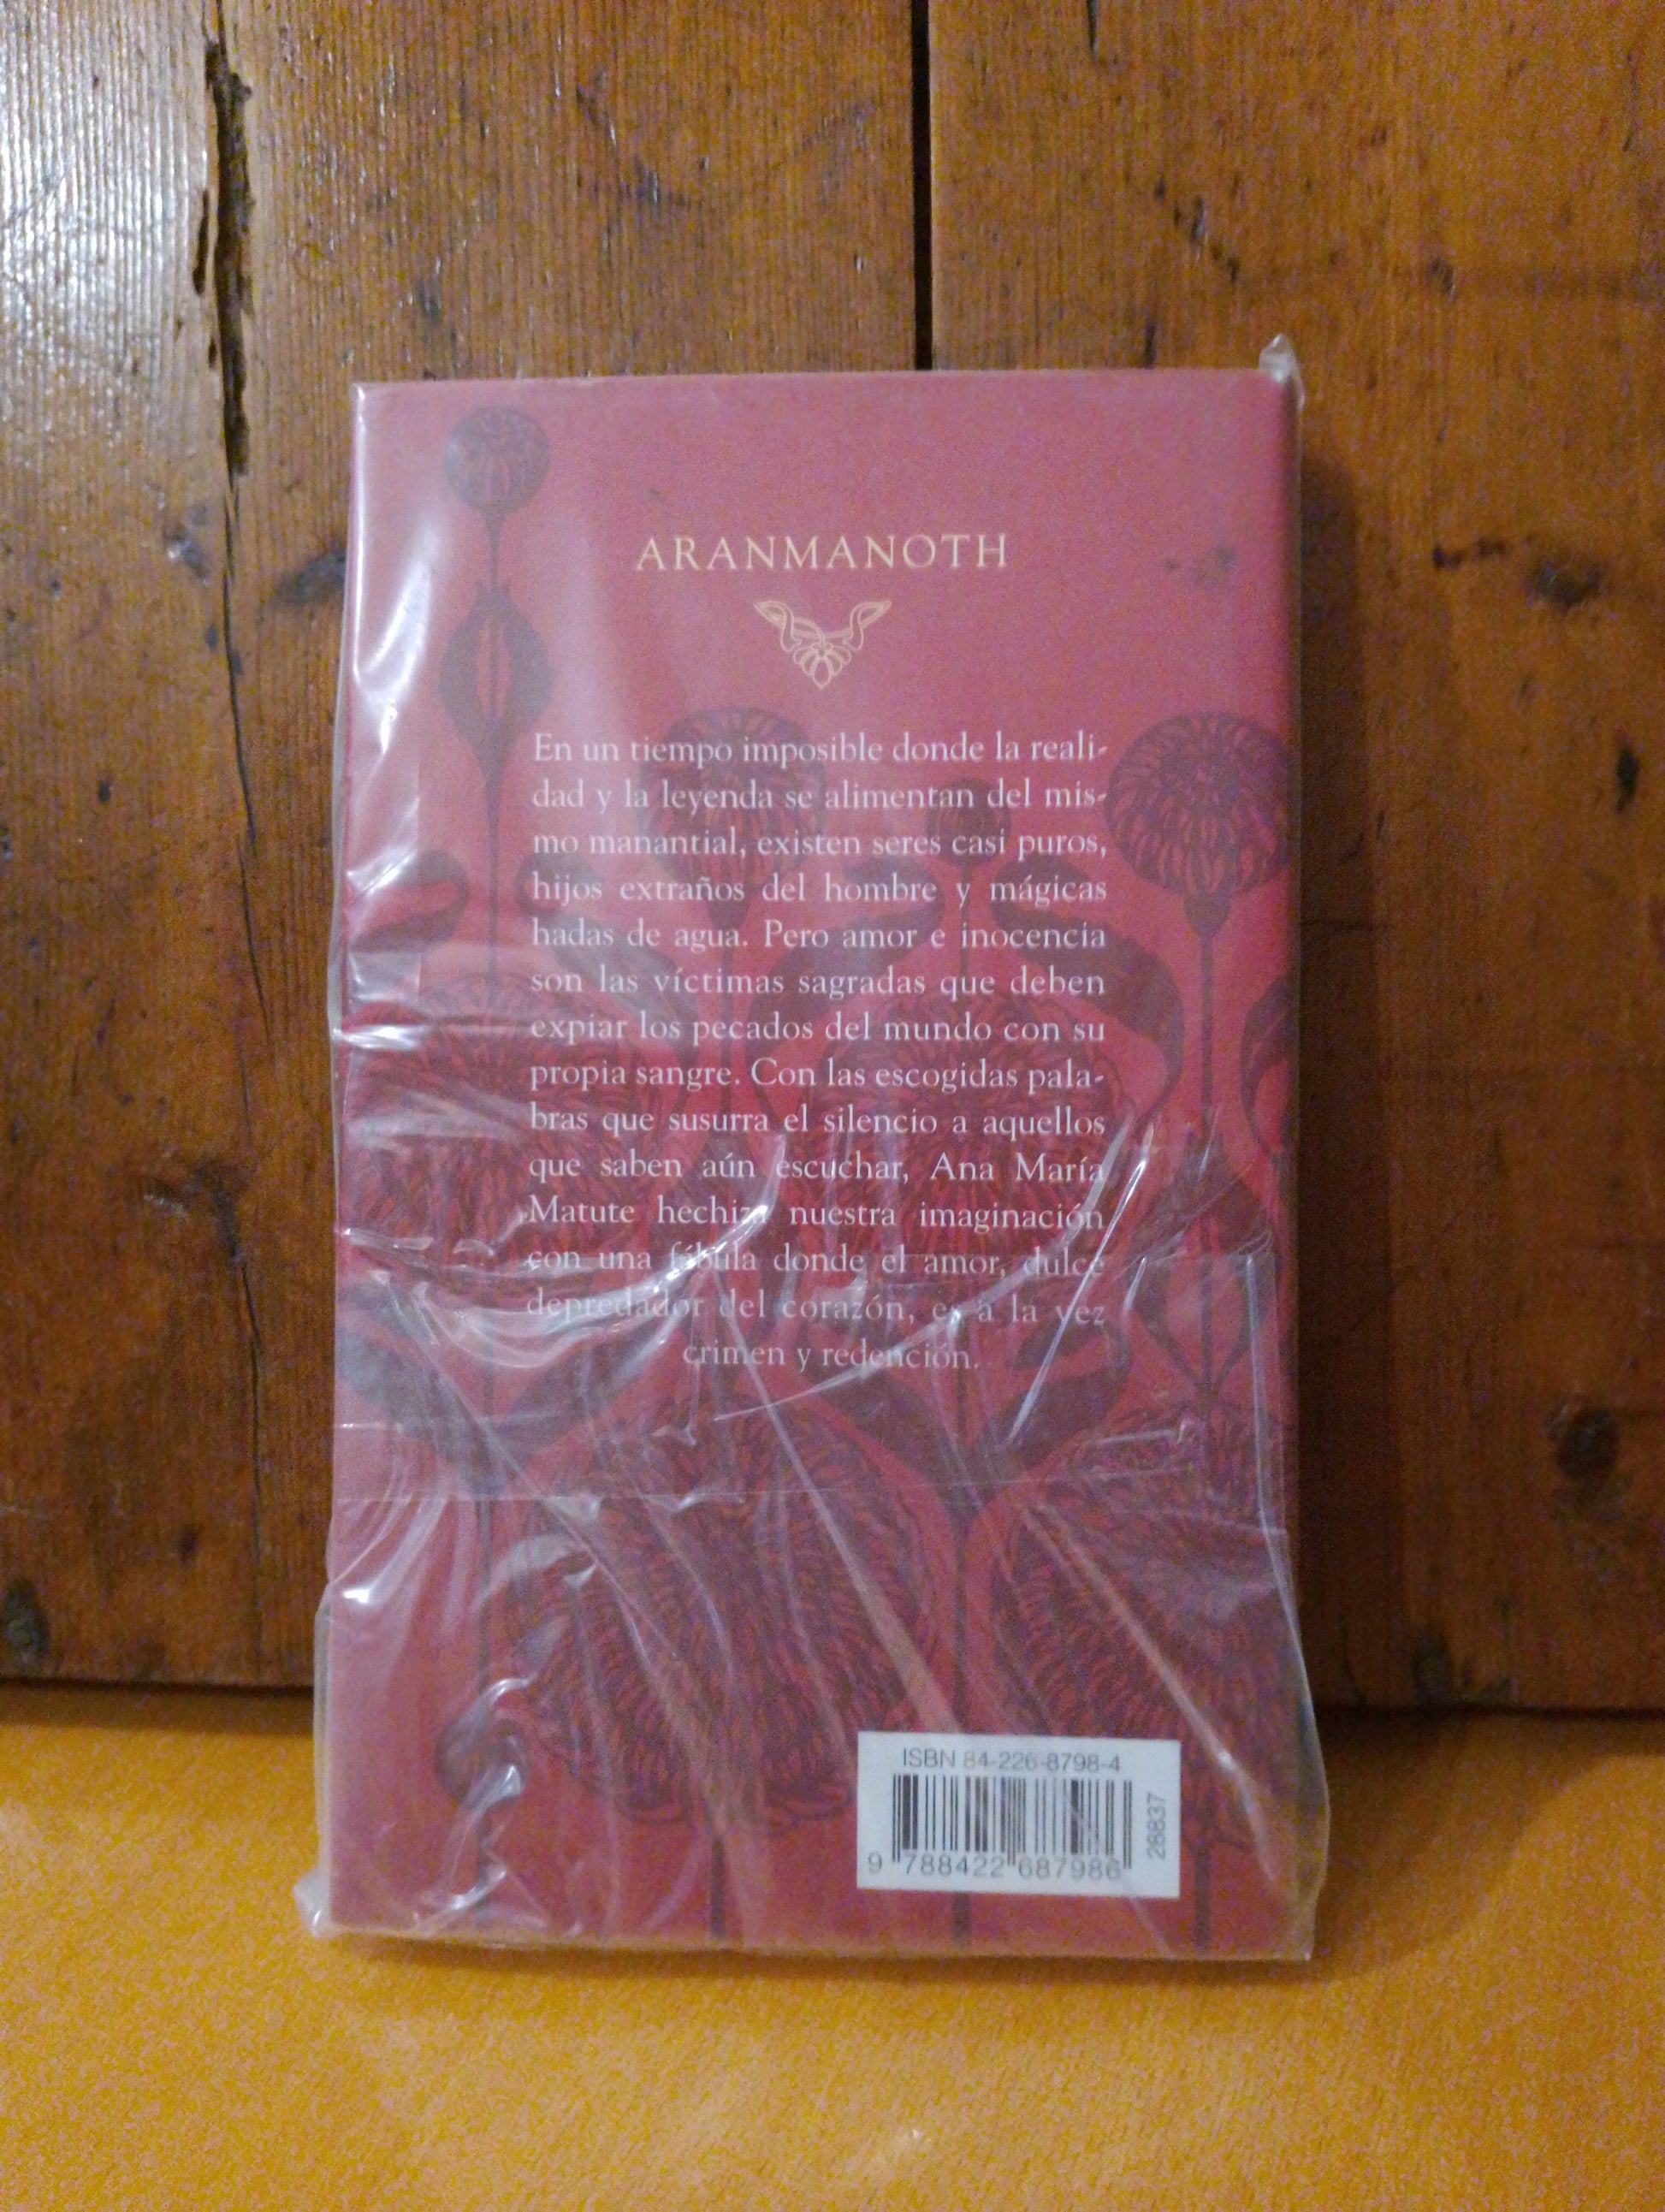 ARANMANOTH
En un tiempo imposible donde la reali-
dad y la leyenda se alimentan del mis-
mo manantial, existen seres casi puros,
hijos extraños del hombre y mágicas
hadas de agua. Pero amor e inocencia
son las víctimas sagradas que deben
expiar los pecados del mundo con su
propia sangre. Con las escogidas pala-
bras que susurra el silencio a aquellos
que saben aún escuchar, Ana María
Matute hechiza nuestra imaginación
con una fábula donde el amor, dulce
depredador del corazón, es a la vez
crimen y redención.
ISBN 84-226-8798-4
9 788422 687986
28837